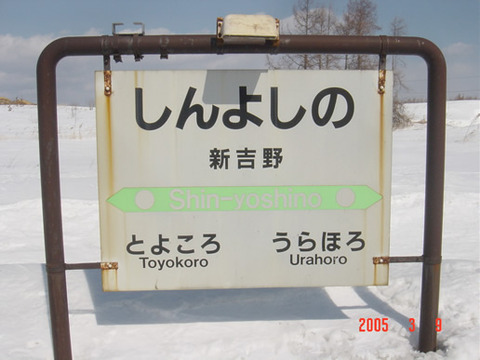 しんよしの
新吉野
Shin-yoshino
とよころ うらほろ
Toyokoro Urahoro
2005 3 9